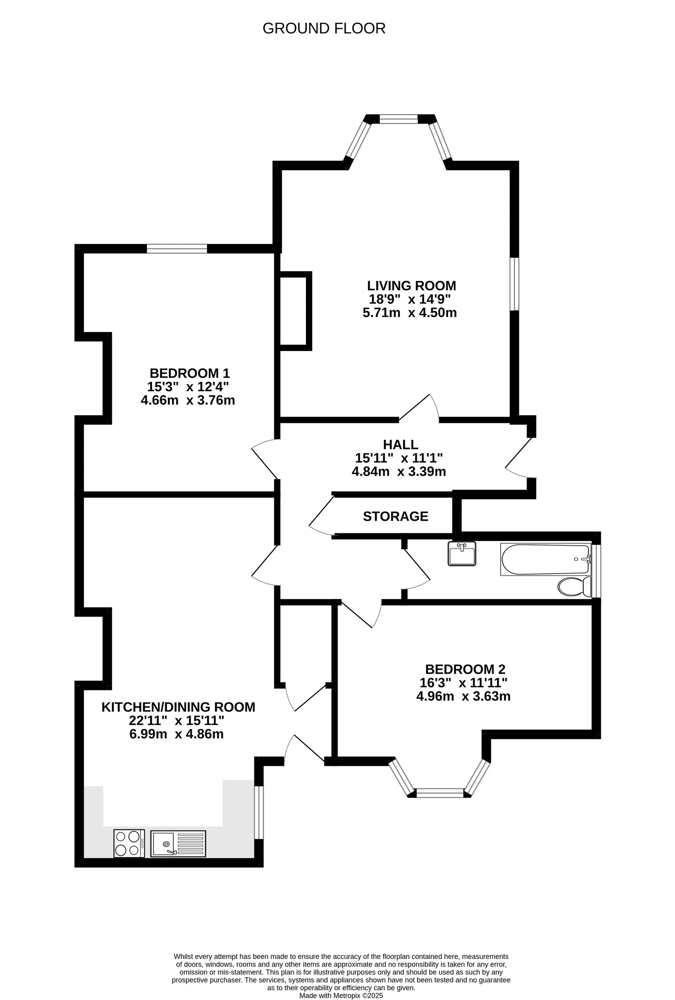 GROUND FLOOR
LIVING ROOM
18'9" x 14'9"
5.71m x 4.50m
BEDROOM 1
15'3" x 12'4"
4.66m x 3.76m
HALL
15'11" x 11'1"
4.84m x 3.39m
STORAGE
BEDROOM 2
16'3" x 11'11"
4.96m x 3.63m
KITCHEN/DINING ROOM
22'11" x 15'11"
6.99m x 4.86m
Whilst every attempt has been made to ensure the accuracy of the floorplan contained here, measurements
of doors, windows, rooms and any other items are approximate and no responsibility is taken for any error,
omission or mis-statement. This plan is for illustrative purposes only and should be used as such by any
prospective purchaser. The services, systems and appliances shown have not been tested and no guarantee
as to their operability or efficiency can be given.
Made with Metropix ©2025